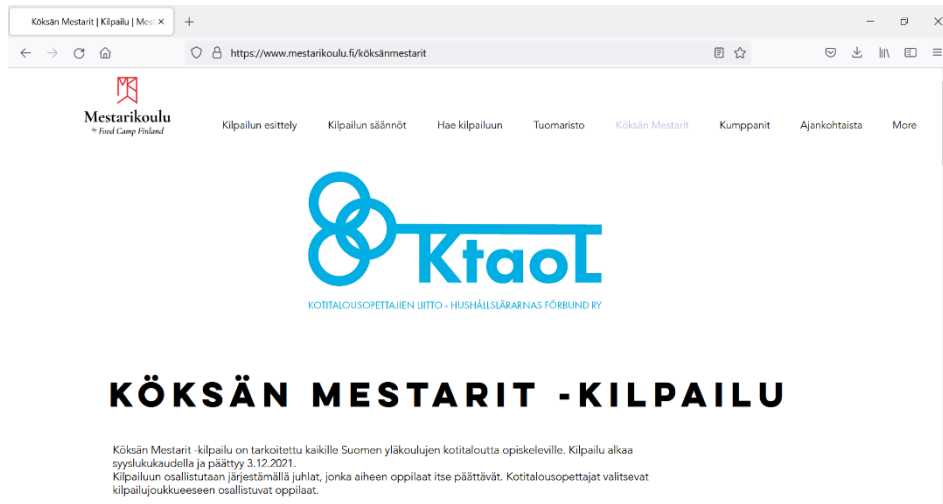 Köksän Mestarit | Kilpailu | Mest
https://www.mestarikoulu.fi/köksänmestarit
Mestarikoulu
by Food Camp Finland
Kilpailun esittely Kilpailun säännöt Hae kilpailuun Tuomaristo Köksän Mestarit Kumppanit Ajankohtaista More
KtaoL
KOTITALOUSOPETTAJIEN LIITTO - HUSHÅLLSLÄRARNAS FÖRBUND RY
KÖKSÄN MESTARIT -KILPAILU
Köksän Mestarit -kilpailu on tarkoitettu kaikille Suomen yläkoulujen kotitaloutta opiskeleville. Kilpailu alkaa
syyslukukaudella ja päättyy 3.12.2021.
Kilpailuun osallistutaan järjestämällä juhlat, jonka aiheen oppilaat itse päättävät. Kotitalousopettajat valitsevat
kilpailujoukkueeseen osallistuvat oppilaat.